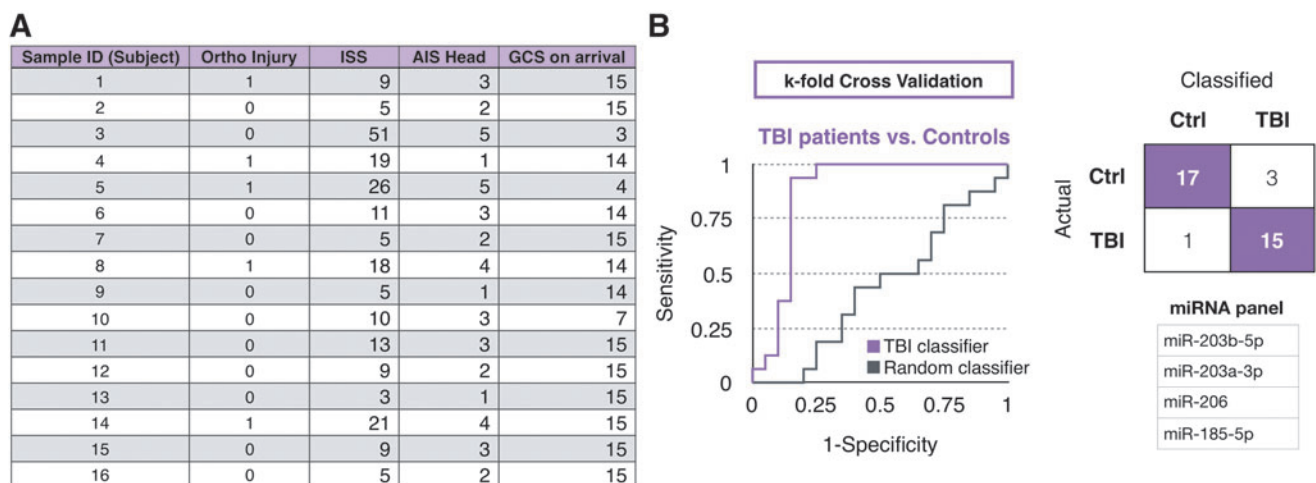 A
Sample ID (Subject) Ortho Injury ISS AIS Head GCS on arrival
1 1 9 3 15
2 0 5 2 15
3 0 51 5 3
4 1 19 1 14
5 1 26 5 4
6 0 11 3 14
7 0 5 2 15
8 1 18 4 14
9 0 5 1 14
10 0 10 3 7
11 0 13 3 15
12 0 9 2 15
13 0 3 1 15
14 1 21 4 15
15 0 9 3 15
16 0 5 2 15
B
k-fold Cross Validation
TBI patients vs. Controls
1
0.75
0.5
0.25
0
Sensitivity
TBI classifier
Random classifier
0 0.25 0.5 0.75 1
1-Specificity
Classified
Ctrl TBI
Actual
Ctrl 17 3
TBI 1 15
miRNA panel
miR-203b-5p
miR-203a-3p
miR-206
miR-185-5p